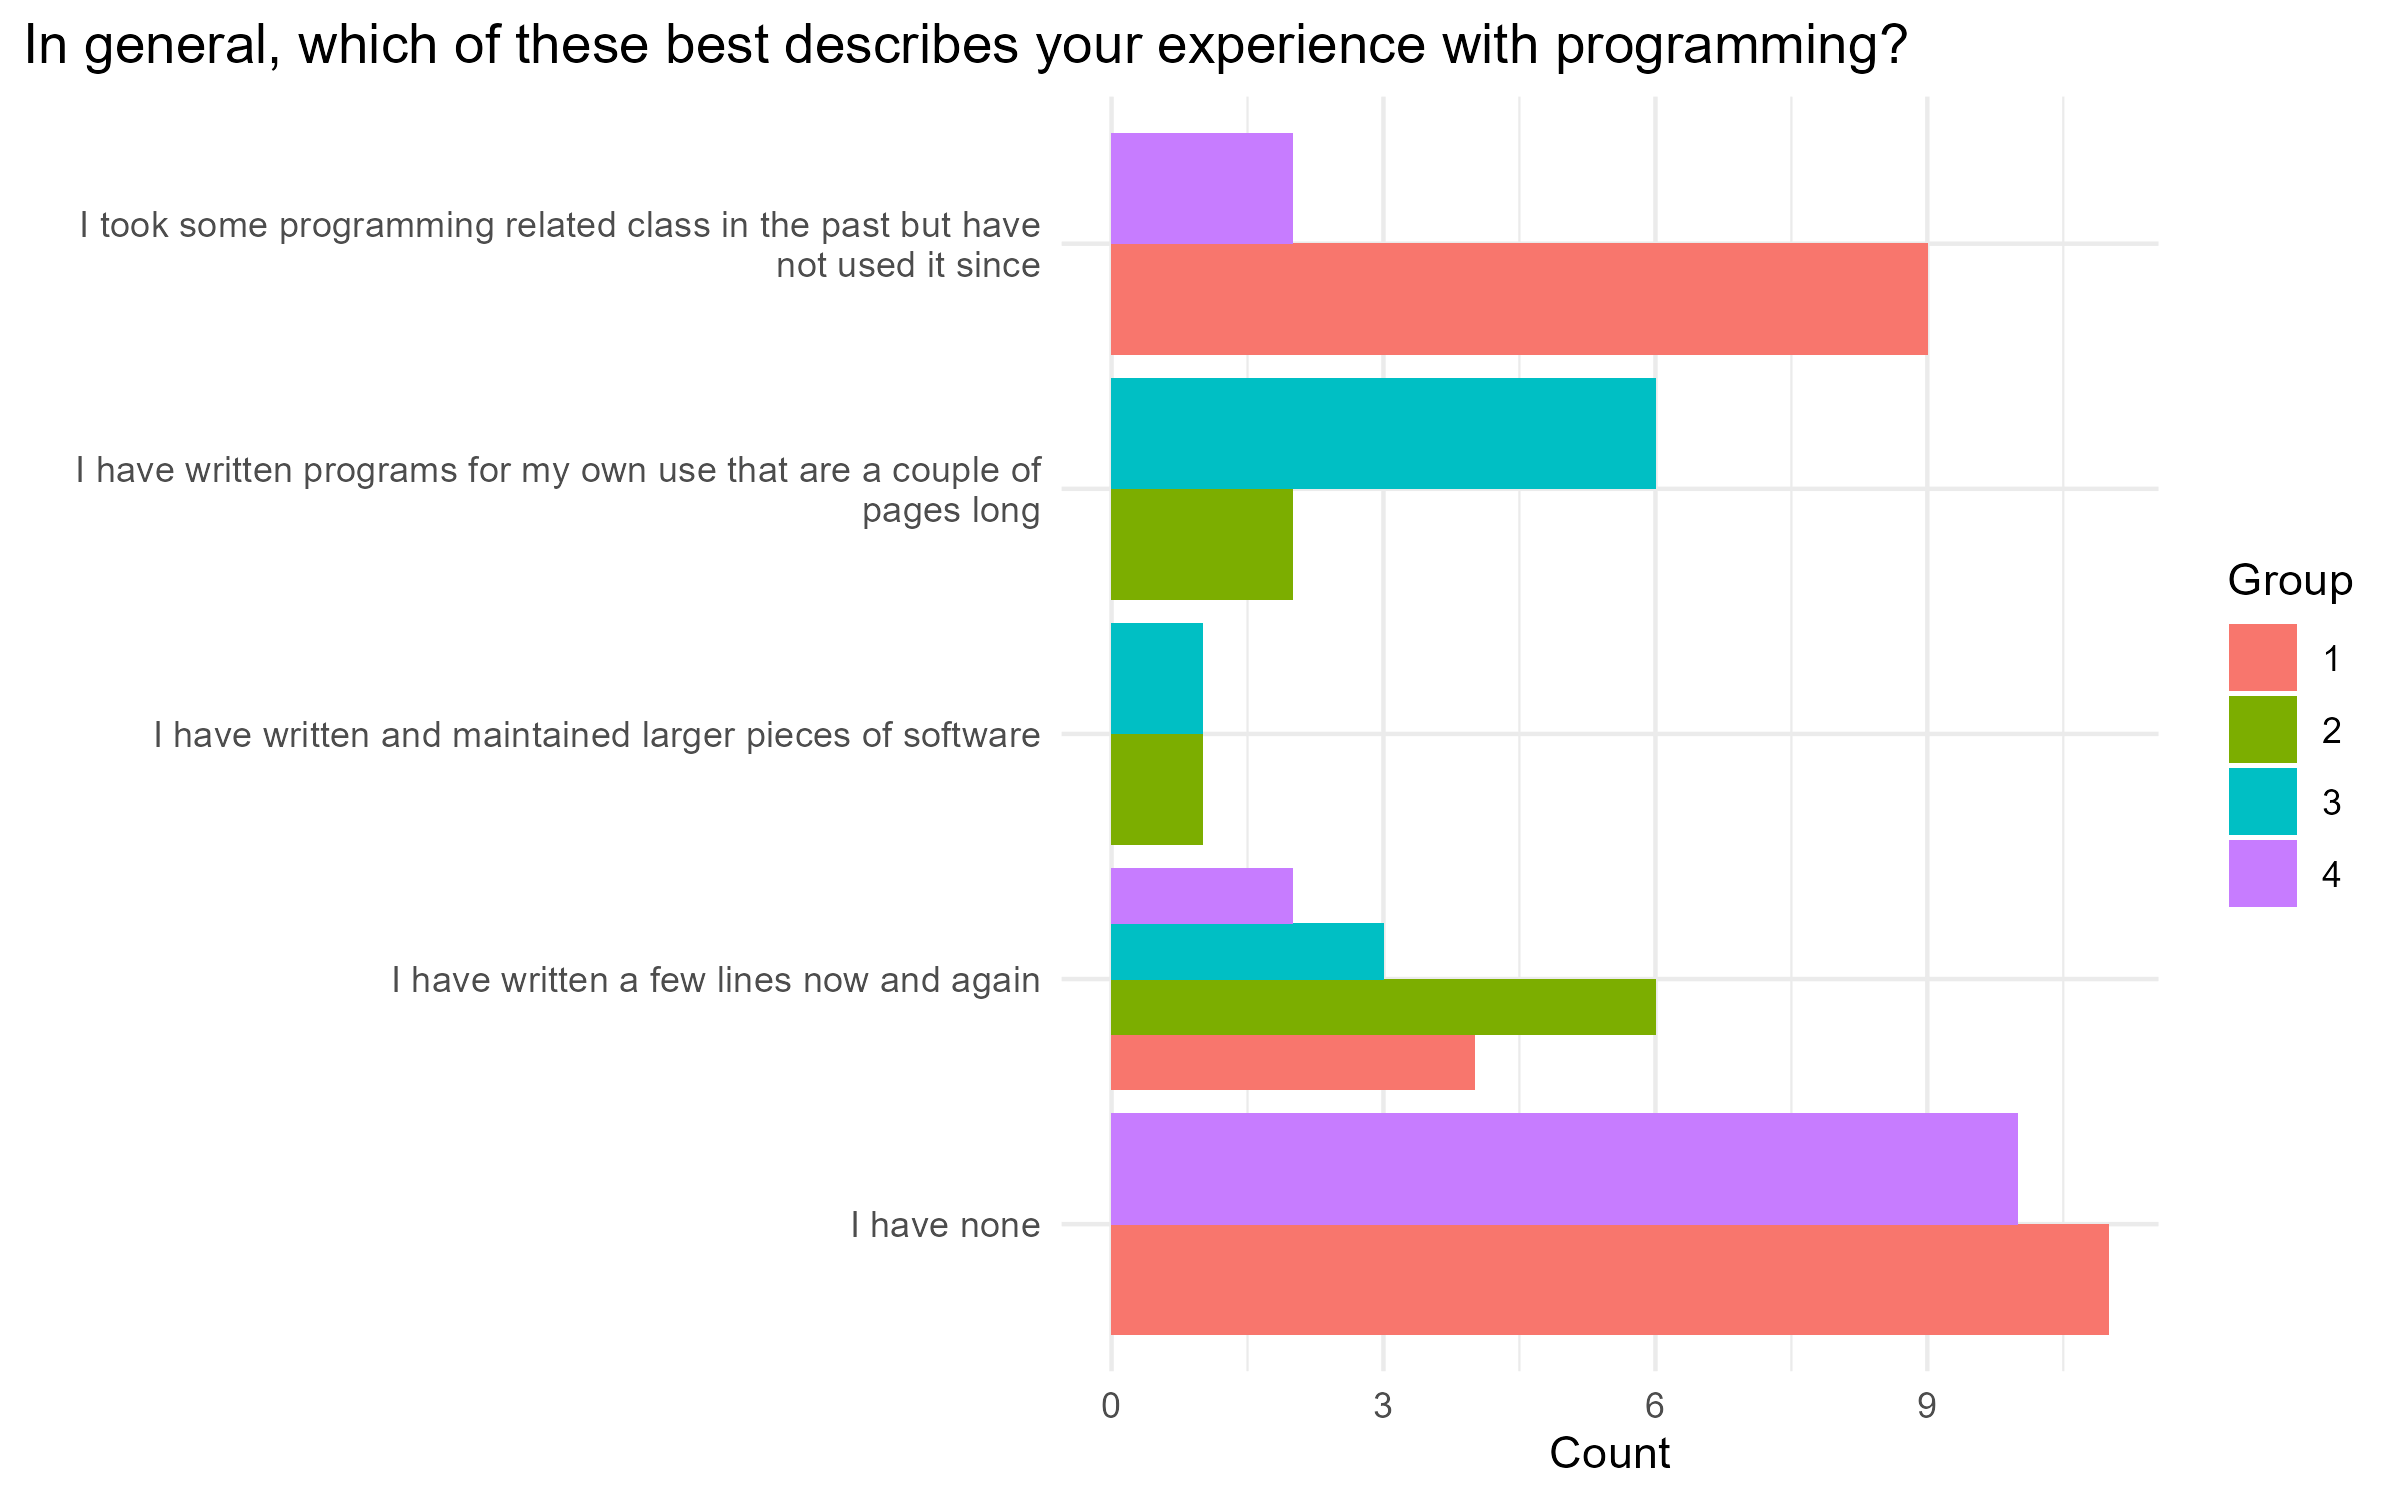 In general, which of these best describes your experience with programming?
I took some programming related class in the past but have
not used it since
I have written programs for my own use that are a couple of
pages long
I have written and maintained larger pieces of software
I have written a few lines now and again
I have none
0 3 6 9
Count
Group
1
2
3
4